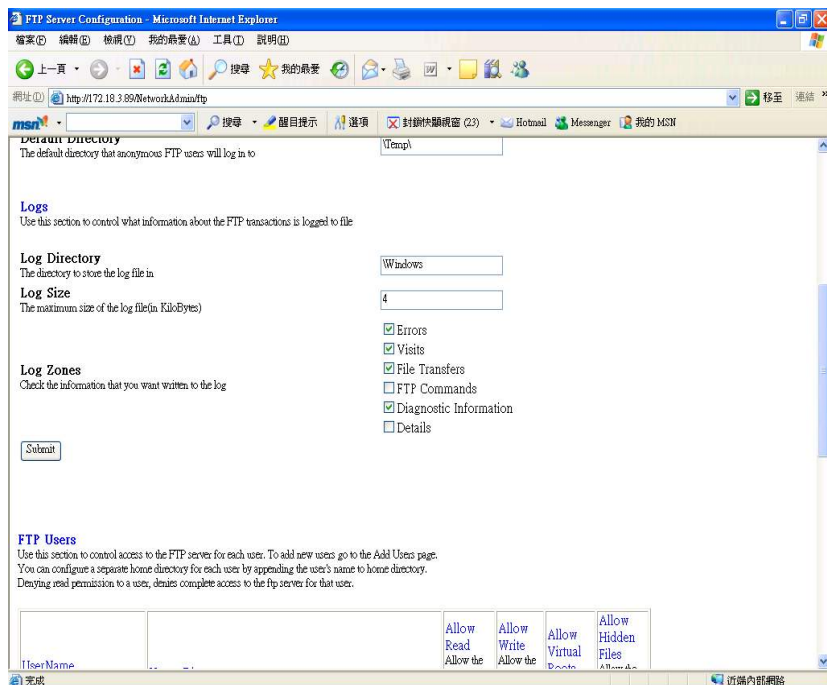 FTP Server Configuration - Microsoft Internet Explorer
檔案(F) 編輯(E) 檢視(V) 我的最愛(A) 工具(T) 說明(H)
上一頁 搜尋 我的最愛
網址(D) http://172.18.3.89/NetworkAdmin/ftp 移至 連結 »
msn 搜尋 醒目提示 選項 封鎖快顯視窗 (23) Hotmail Messenger 我的 MSN
Default Directory
The default directory that anonymous FTP users will log in to
\Temp\
Logs
Use this section to control what information about the FTP transactions is logged to file
Log Directory
The directory to store the log file in
\Windows
Log Size
The maximum size of the log file(in KiloBytes)
4
Log Zones
Check the information that you want written to the log
Errors
Visits
File Transfers
FTP Commands
Diagnostic Information
Details
Submit
FTP Users
Use this section to control access to the FTP server for each user. To add new users go to the Add Users page.
You can configure a separate home directory for each user by appending the user's name to home directory.
Denying read permission to a user, denies complete access to the ftp server for that user.
UserName
Allow
Read
Allow the
Allow
Write
Allow the
Allow
Virtual
Roots
Allow
Hidden
Files
Allow the
完成 近端內部網路